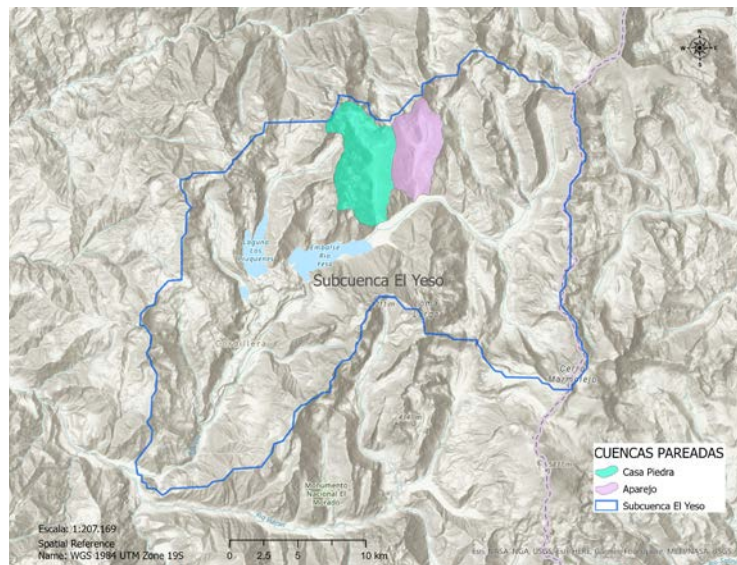 N
W
E
S
Laguna
Los
Embalse
Rio
Yeso
Subcuenca El Yeso
Cordillera
Cerro
Marmolejo
CUENCAS PAREADAS
Casa Piedra
Aparejo
Subcuenca El Yeso
Monumento
Nacional El
Morado
Escala: 1:207.169
Spatial Reference
Name: WGS 1984 UTM Zone 19S
0 2.5 5 10 km